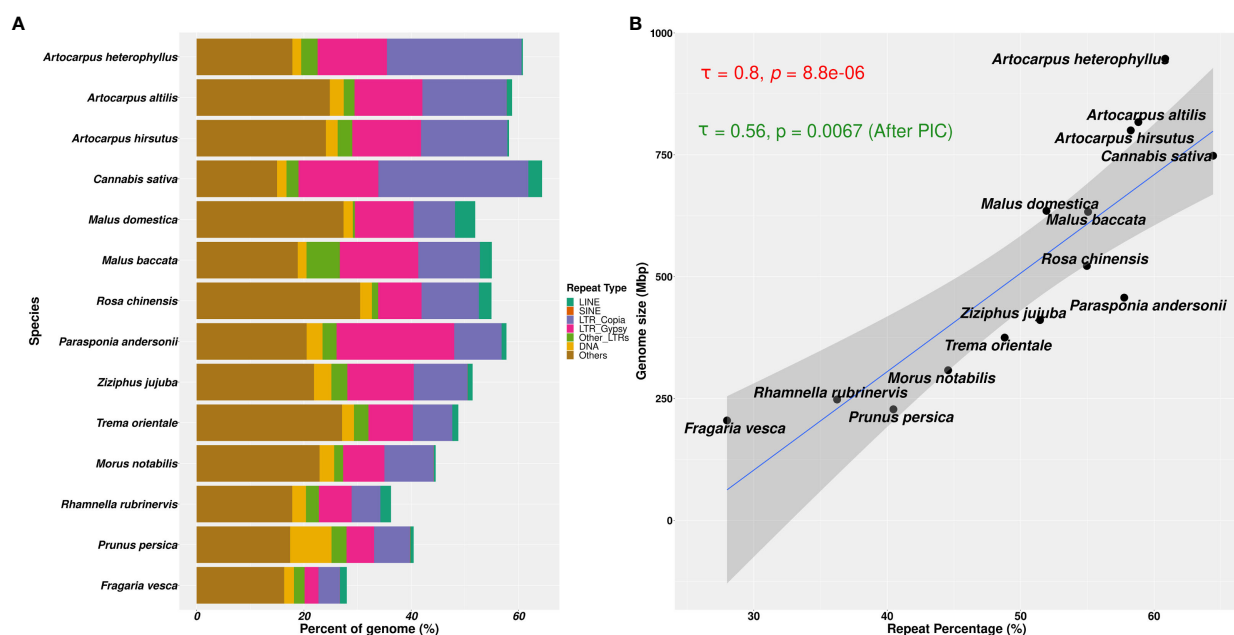 A
Artocarpus heterophyllus
Artocarpus altilis
Artocarpus hirsutus
Cannabis sativa
Malus domestica
Malus baccata
Rosa chinensis
Parasponia andersonii
Ziziphus jujuba
Trema orientale
Morus notabilis
Rhamnella rubrinervis
Prunus persica
Fragaria vesca
Species
0 20 40 60
Percent of genome (%)
Repeat Type
LINE
SINE
LTR_Copia
LTR_Gypsy
Other_LTRs
DNA
Others
B
1000
750
500
250
0
Genome size (Mbp)
τ = 0.8, p = 8.8e-06
τ = 0.56, p = 0.0067 (After PIC)
Artocarpus heterophyllus
Artocarpus altilis
Artocarpus hirsutus
Cannabis sativa
Malus domestica
Malus baccata
Rosa chinensis
Parasponia andersonii
Ziziphus jujuba
Trema orientale
Morus notabilis
Rhamnella rubrinervis
Prunus persica
Fragaria vesca
30 40 50 60
Repeat Percentage (%)